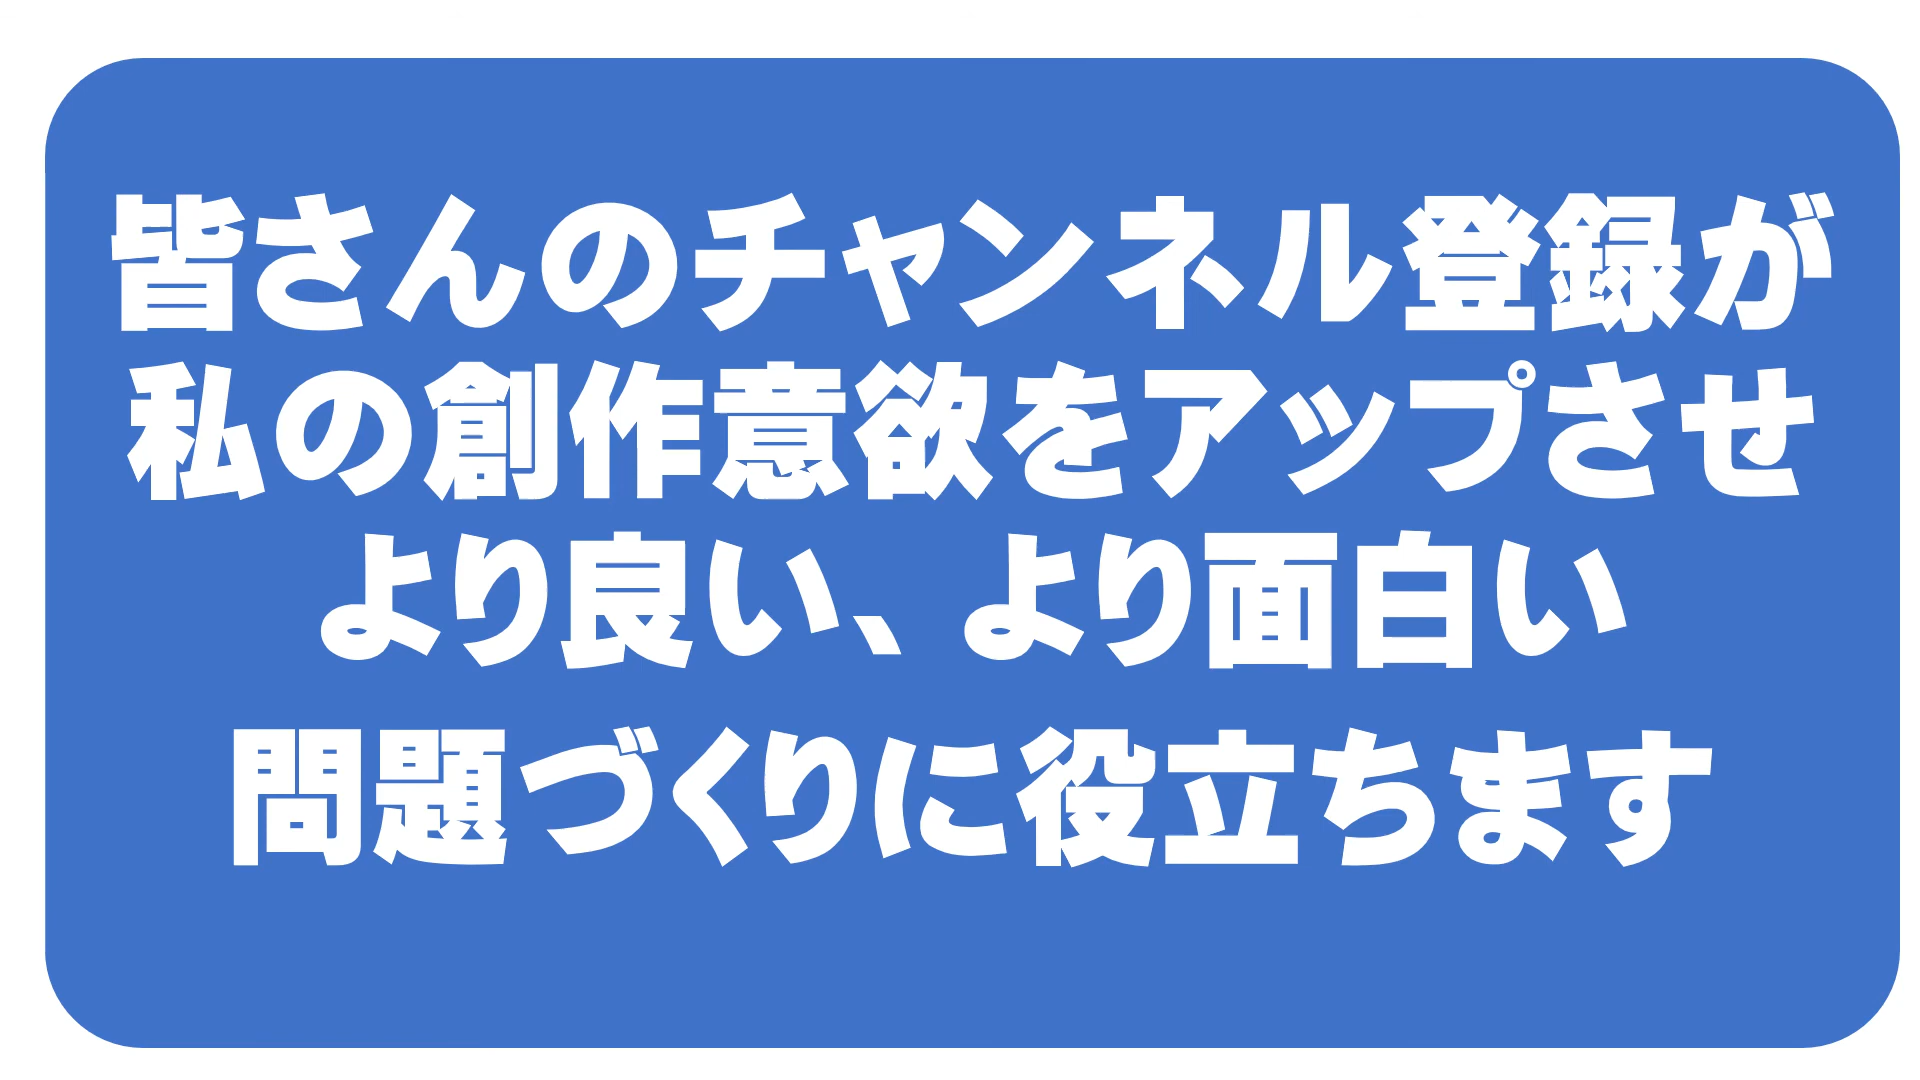 皆さんのチャンネル登録が
私の創作意欲をアップさせ
より良い、より面白い
問題づくりに役立ちます